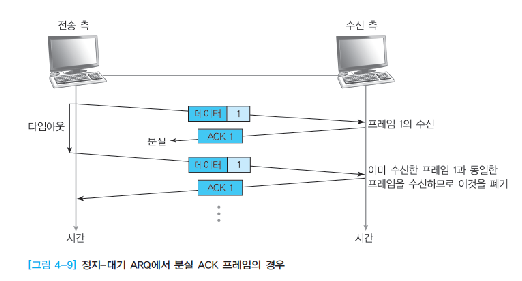 전송 측
수신 측
데이터 1
타임아웃
프레임 1의 수신
분실
ACK 1
데이터 1
이미 수신한 프레임 1과 동일한
프레임을 수신하므로 이것을 폐기
ACK 1
시간
시간
[그림 4-9] 정지-대기 ARQ에서 분실 ACK 프레임의 경우